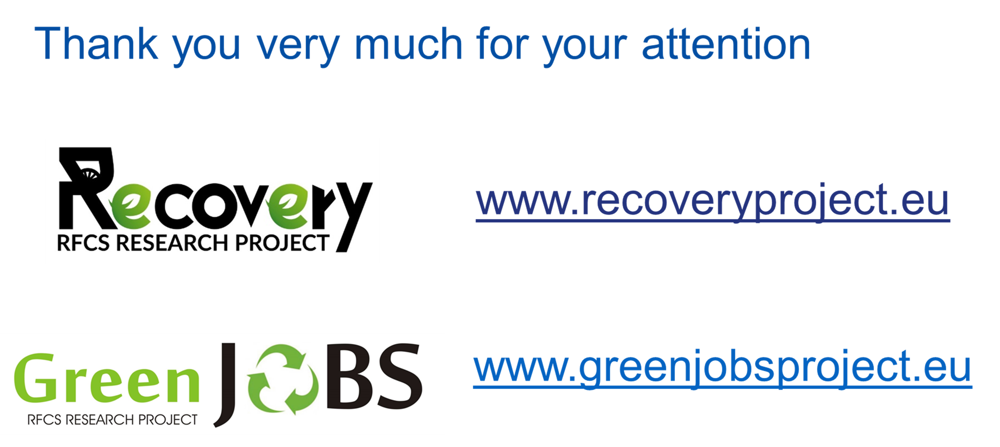 Thank you very much for your attention
Recovery
RFCS RESEARCH PROJECT
www.recoveryproject.eu
Green JOBS
RFCS RESEARCH PROJECT
www.greenjobsproject.eu